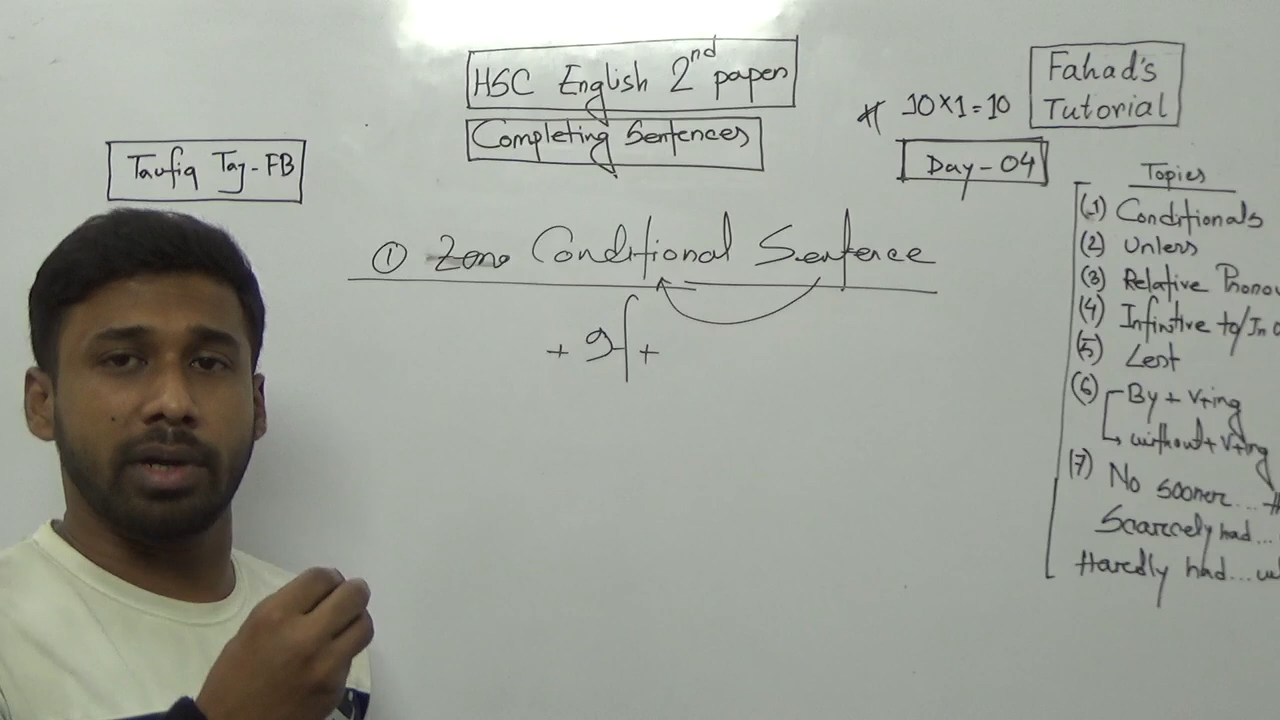 HSC English 2nd paper
Completing Sentences
* 10×1=10
Fahad's
Tutorial
Day-04
Taufiq Taj-FB
① Zero Conditional Sentence
+ If +
Topics
(1) Conditionals
(2) Unless
(3) Relative Pronou
(4) Infinitive to/In o
(5) Lest
(6) By + V+ing
without + V+ing
(7) No sooner... th
Scarcely had...
Hardly had... w